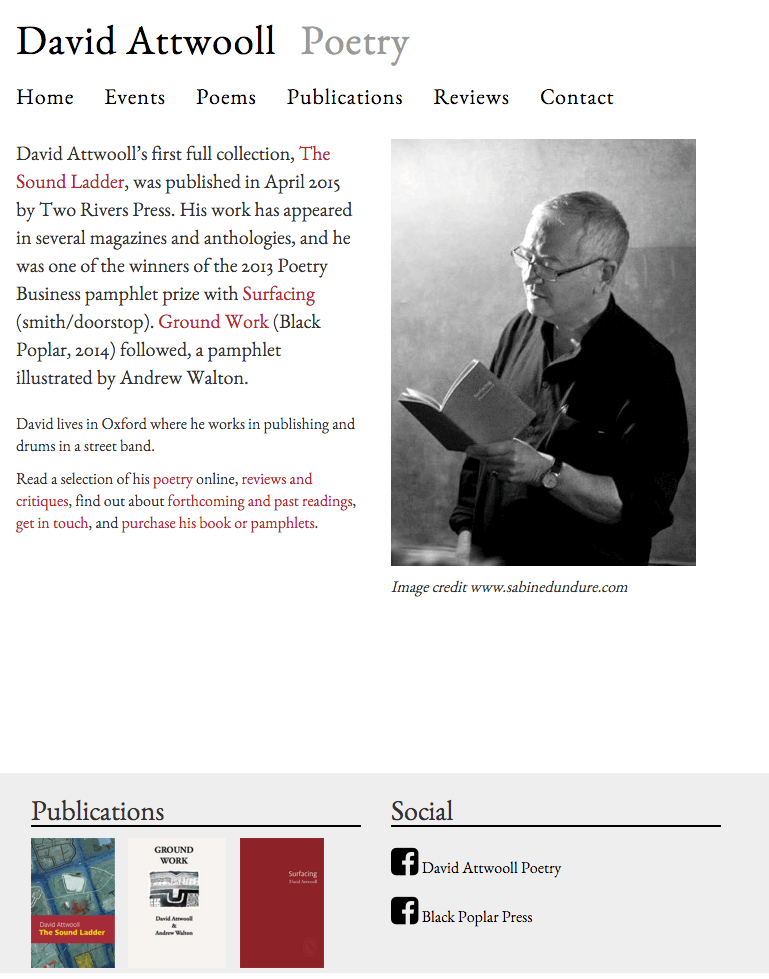 David Attwooll Poetry
Home Events Poems Publications Reviews Contact
David Attwooll’s first full collection, The
Sound Ladder, was published in April 2015
by Two Rivers Press. His work has appeared
in several magazines and anthologies, and he
was one of the winners of the 2013 Poetry
Business pamphlet prize with Surfacing
(smith/doorstop). Ground Work (Black
Poplar, 2014) followed, a pamphlet
illustrated by Andrew Walton.
David lives in Oxford where he works in publishing and
drums in a street band.
Read a selection of his poetry online, reviews and
critiques, find out about forthcoming and past readings,
get in touch, and purchase his book or pamphlets.
Surfacing
Image credit www.sabinedundure.com
Publications
David Attwooll
The Sound Ladder
GROUND
WORK
David Attwooll
&
Andrew Walton
Surfacing
David Attwooll
Social
David Attwooll Poetry
Black Poplar Press